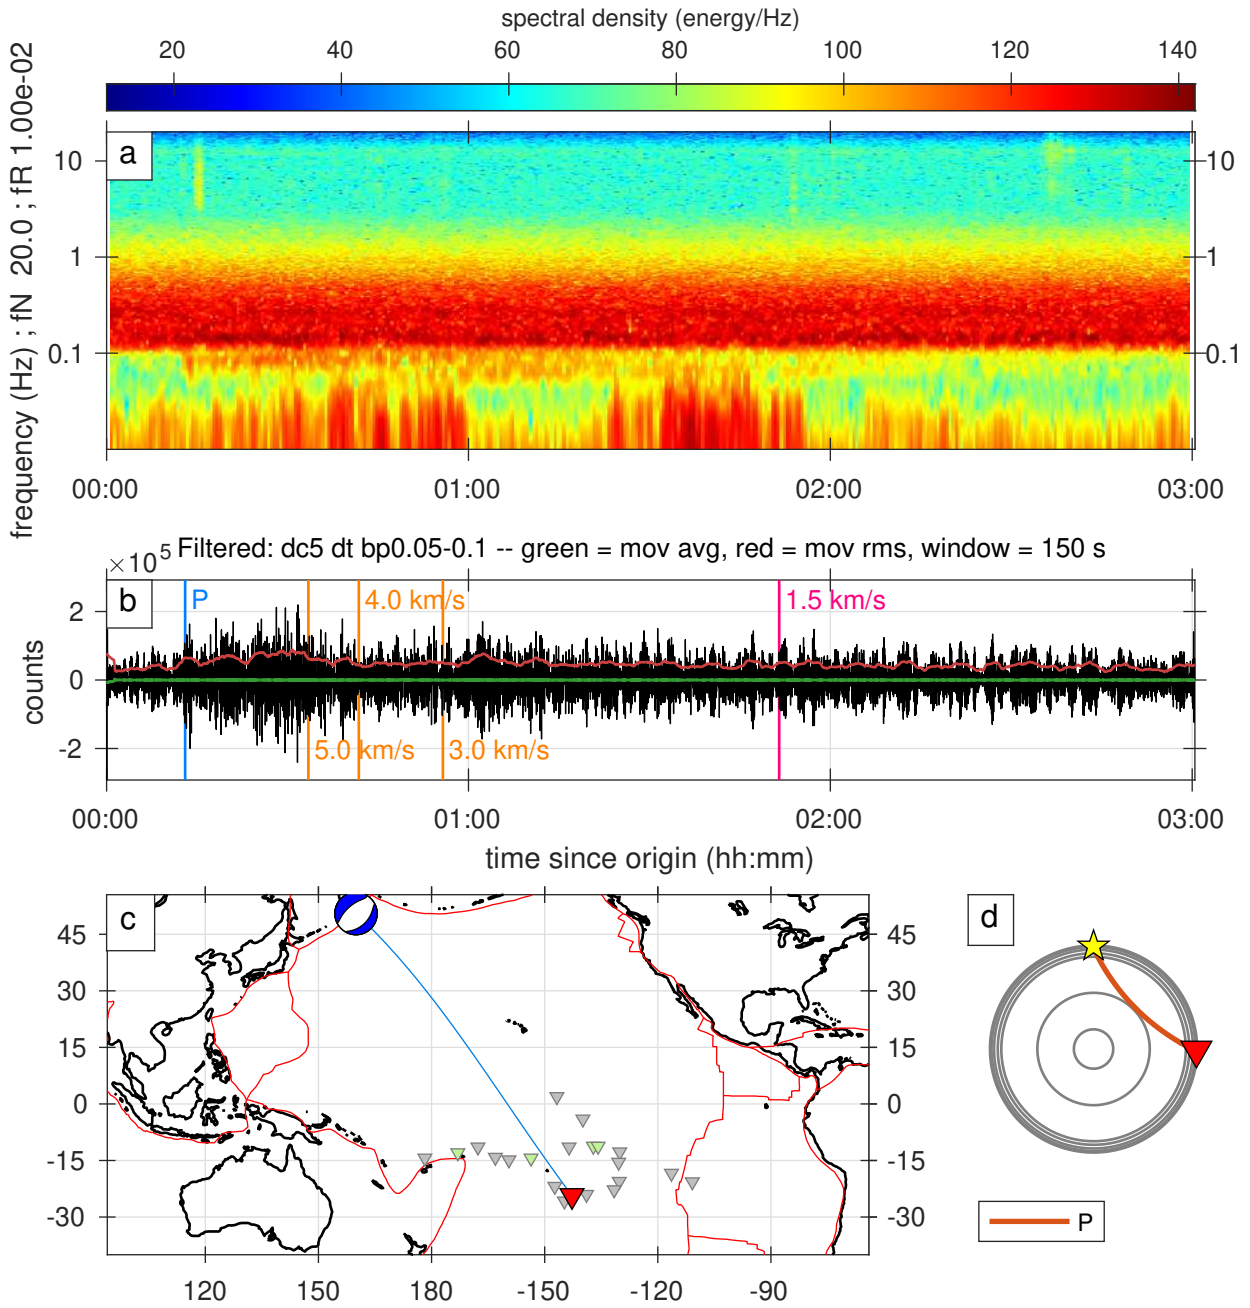 spectral density (energy/Hz)
20 40 60 80 100 120 140
frequency (Hz) ; fN 20.0 ; fR 1.00e-02
a
10 10
1 1
0.1 0.1
00:00 01:00 02:00 03:00
×10^5 Filtered: dc5 dt bp0.05-0.1 -- green = mov avg, red = mov rms, window = 150 s
b
P 4.0 km/s 1.5 km/s
counts
2
0
-2
5.0 km/s 3.0 km/s
00:00 01:00 02:00 03:00
time since origin (hh:mm)
c
d
45 45
30 30
15 15
0 0
-15 -15
-30 -30
120 150 180 -150 -120 -90
P